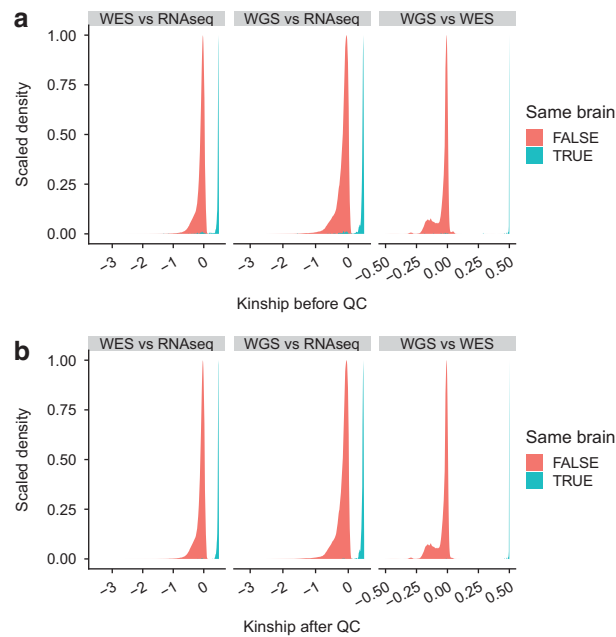 a
WES vs RNAseq WGS vs RNAseq WGS vs WES
Scaled density
1.00
0.75
0.50
0.25
0.00
−3 −2 −1 0 −3 −2 −1 0 −0.50 −0.25 0.00 0.25 0.50
Kinship before QC
Same brain
FALSE
TRUE
b
WES vs RNAseq WGS vs RNAseq WGS vs WES
Scaled density
1.00
0.75
0.50
0.25
0.00
−3 −2 −1 0 −3 −2 −1 0 −0.50 −0.25 0.00 0.25 0.50
Kinship after QC
Same brain
FALSE
TRUE